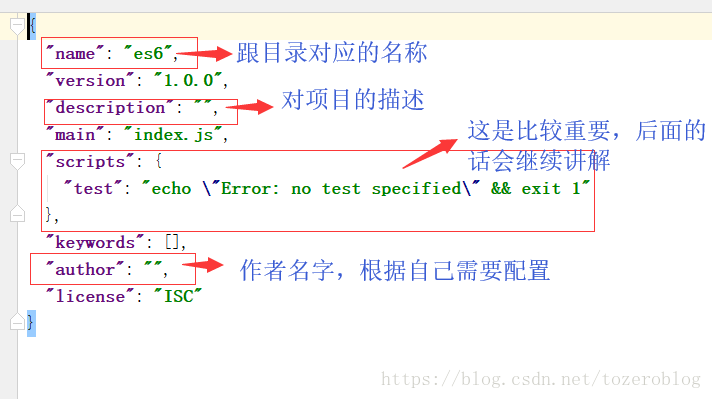 {
"name": "es6",
跟目录对应的名称
"version": "1.0.0",
"description": "",
对项目的描述
"main": "index.js",
这是比较重要，后面的
话会继续讲解
"scripts": {
"test": "echo \"Error: no test specified\" && exit 1"
},
"keywords": [],
"author": "",
作者名字，根据自己需要配置
"license": "ISC"
}
https://blog.csdn.net/tozeroblog